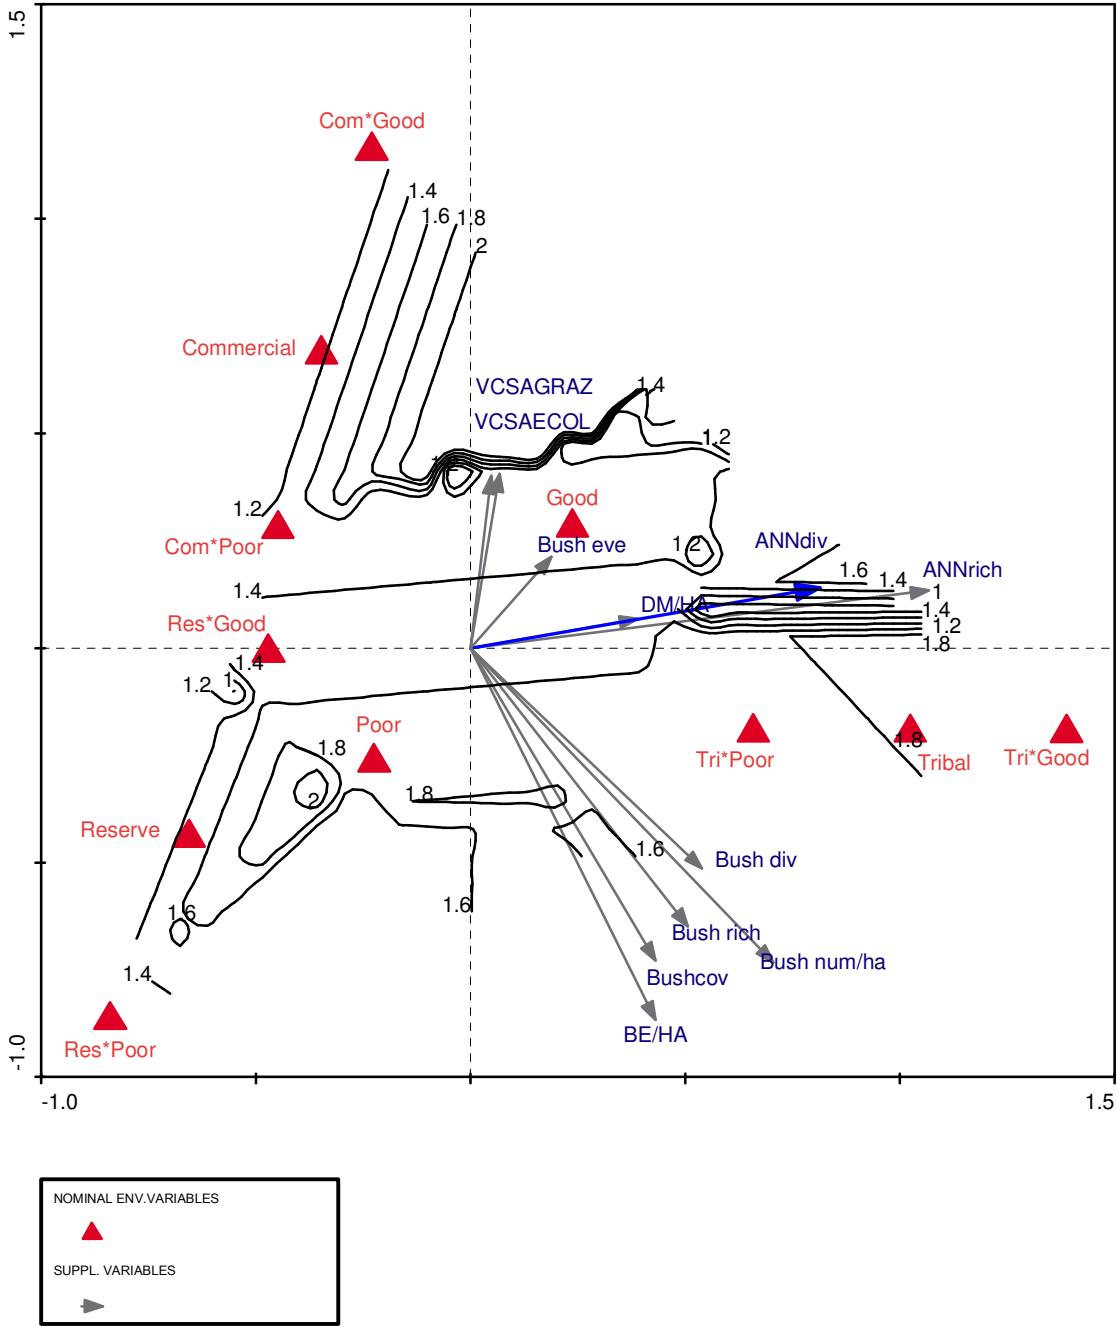 1.5
Com*Good
1.4
1.6
1.8
2
Commercial
VCSAGRAZ
1.4
VCSAECOL
1.2
Good
1.2
Com*Poor
Bush eve
1.2
ANNdiv
1.6
1.4
ANNrich
1
1.4
DM/HA
1.4
1.2
1.8
Res*Good
1.4
1.2
1
Poor
1.8
1.8
Tri*Poor
Tribal
Tri*Good
1.8
2
1.8
Reserve
1.6
Bush div
1.6
1.6
Bush rich
Bush num/ha
1.4
Bushcov
Res*Poor
BE/HA
-1.0
-1.0
1.5
NOMINAL ENV.VARIABLES
SUPPL. VARIABLES